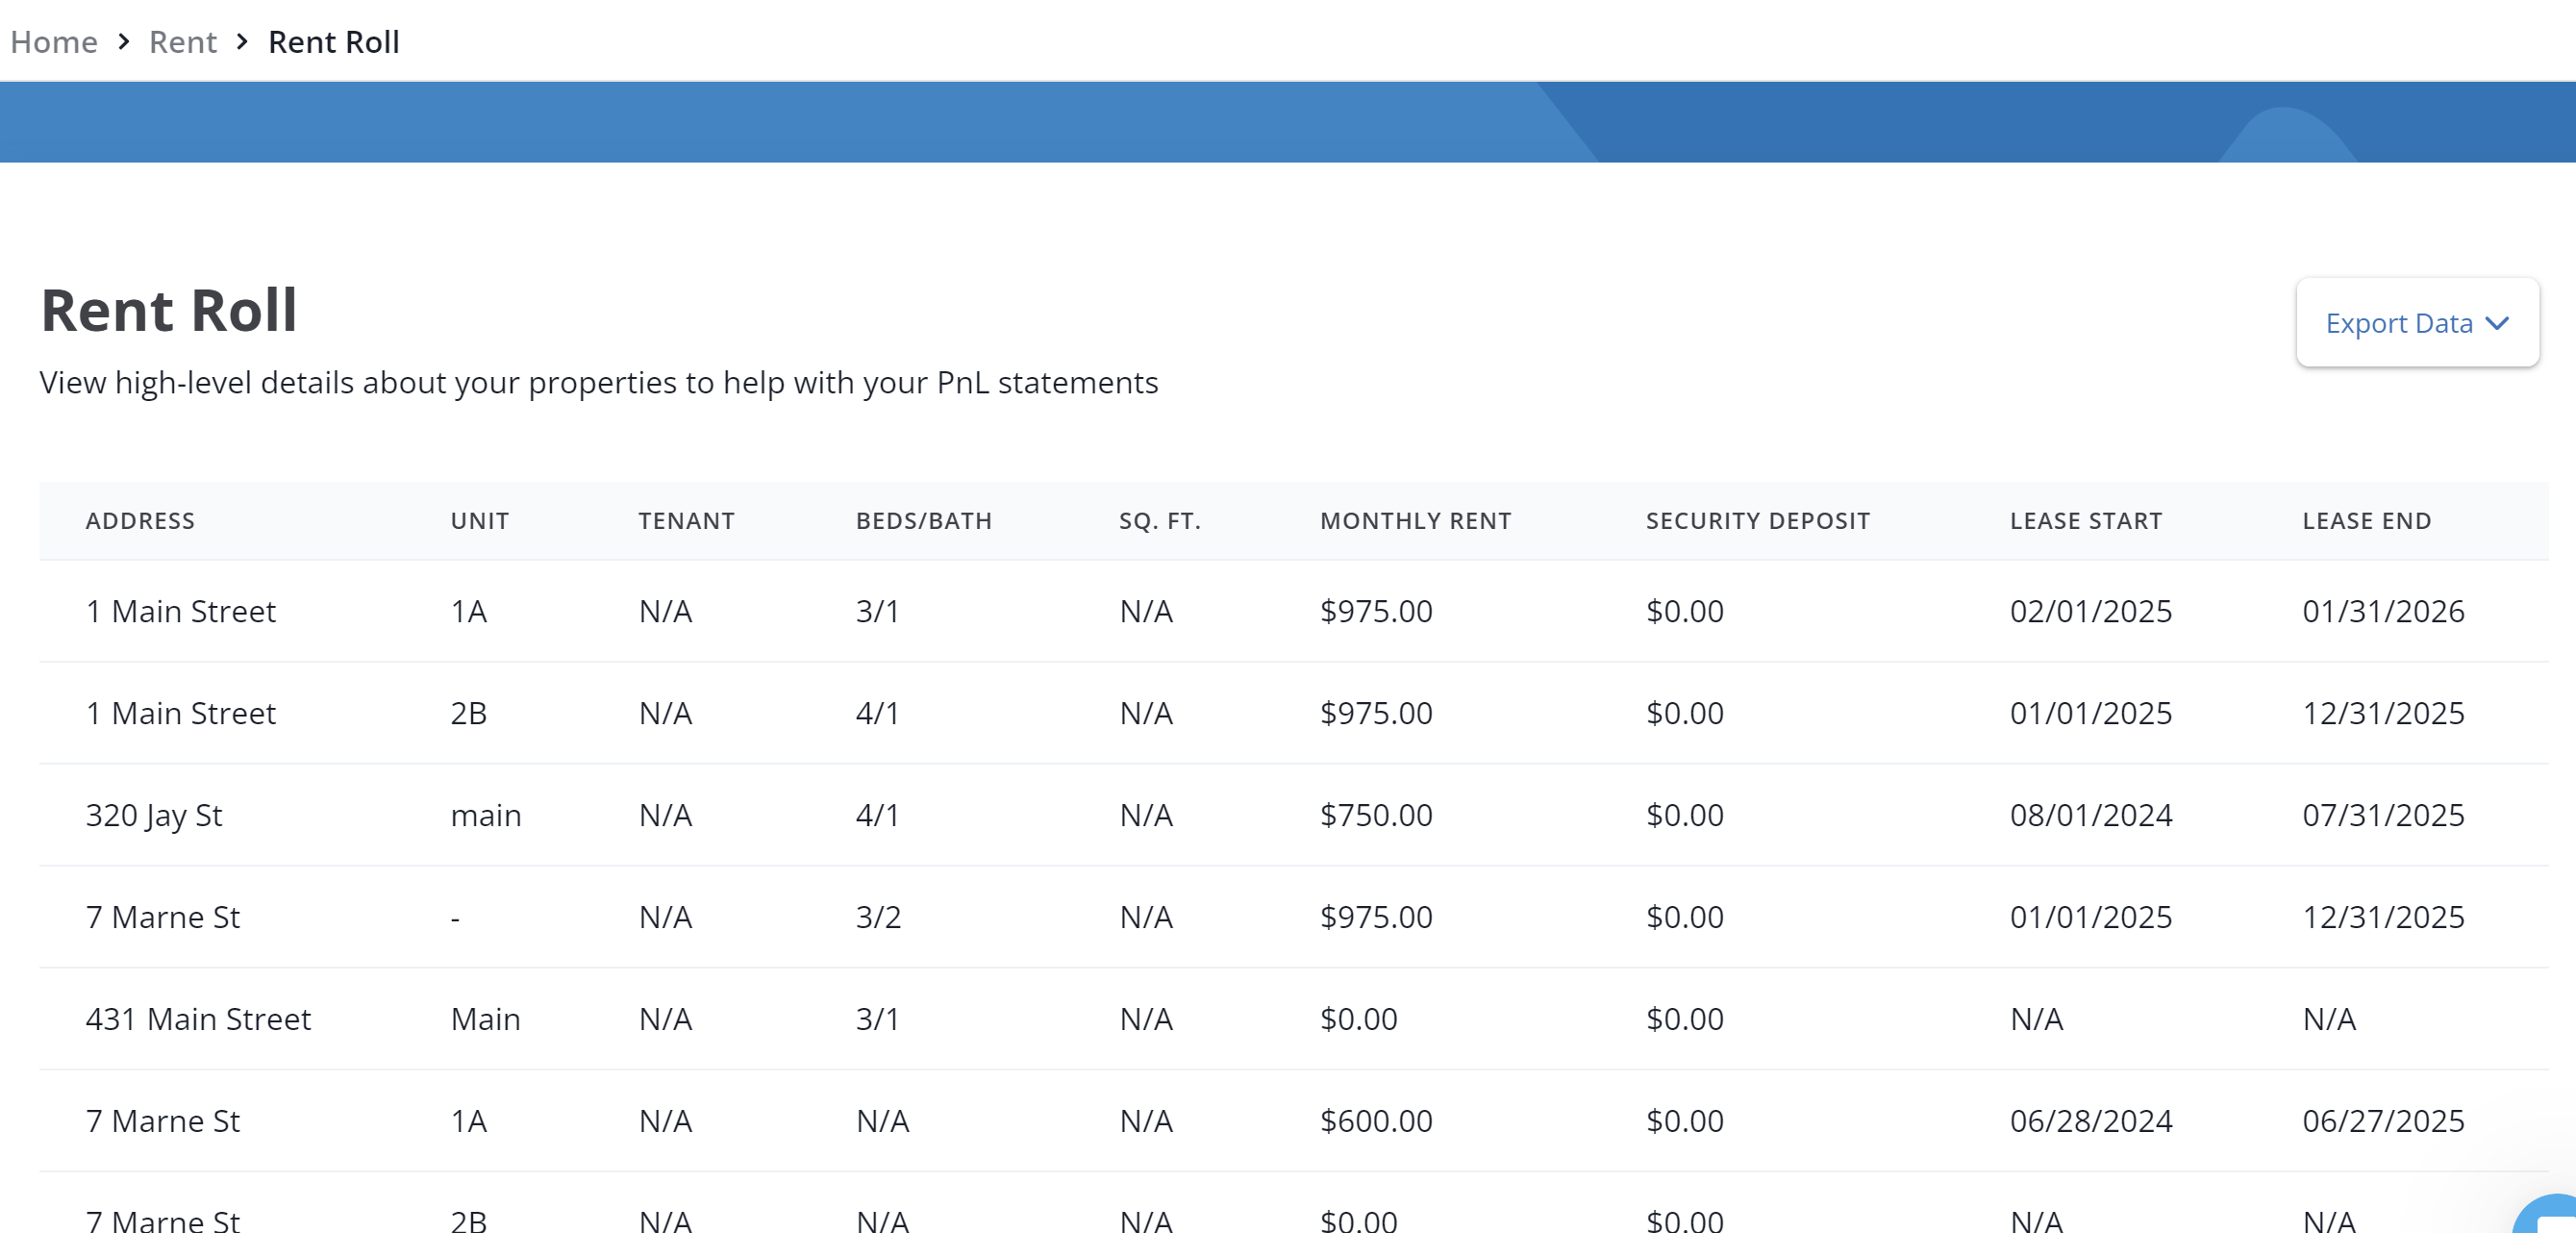 Home > Rent > Rent Roll
Rent Roll
Export Data
View high-level details about your properties to help with your PnL statements
ADDRESS UNIT TENANT BEDS/BATH SQ. FT. MONTHLY RENT SECURITY DEPOSIT LEASE START LEASE END
1 Main Street 1A N/A 3/1 N/A $975.00 $0.00 02/01/2025 01/31/2026
1 Main Street 2B N/A 4/1 N/A $975.00 $0.00 01/01/2025 12/31/2025
320 Jay St main N/A 4/1 N/A $750.00 $0.00 08/01/2024 07/31/2025
7 Marne St - N/A 3/2 N/A $975.00 $0.00 01/01/2025 12/31/2025
431 Main Street Main N/A 3/1 N/A $0.00 $0.00 N/A N/A
7 Marne St 1A N/A N/A N/A $600.00 $0.00 06/28/2024 06/27/2025
7 Marne St 2B N/A N/A N/A $0.00 $0.00 N/A N/A